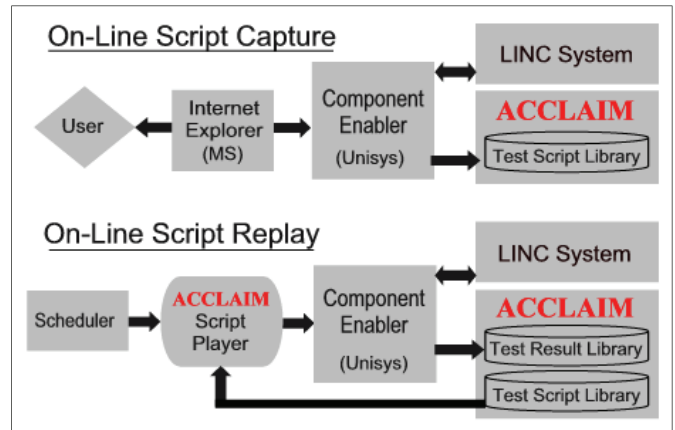 On-Line Script Capture
User
Internet
Explorer
(MS)
Component
Enabler
(Unisys)
LINC System
ACCLAIM
Test Script Library
On-Line Script Replay
Scheduler
ACCLAIM
Script
Player
Component
Enabler
(Unisys)
LINC System
ACCLAIM
Test Result Library
Test Script Library